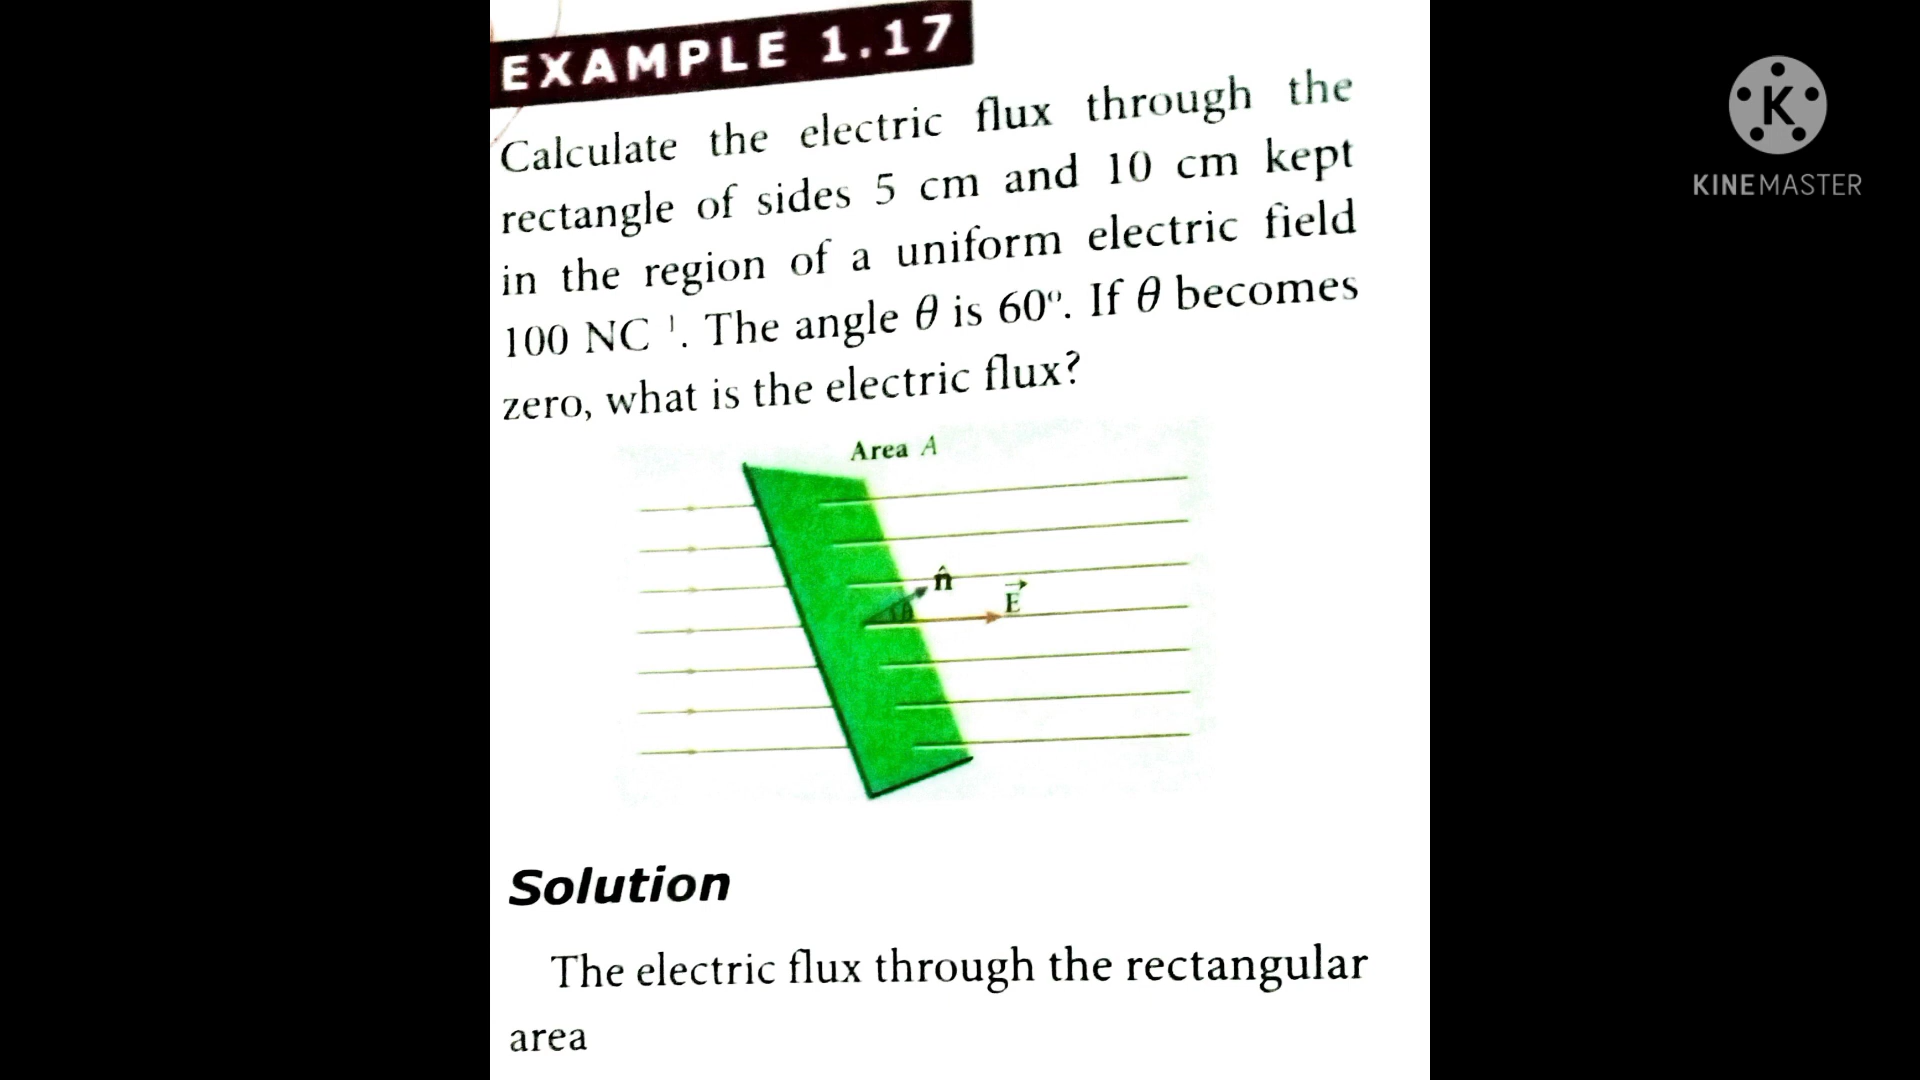 EXAMPLE 1.17
Calculate the electric flux through the
rectangle of sides 5 cm and 10 cm kept
in the region of a uniform electric field
100 NC ¹. The angle θ is 60º. If θ becomes
zero, what is the electric flux?
Area A
n̂
θ
E⃗
Solution
The electric flux through the rectangular
area
KINEMASTER